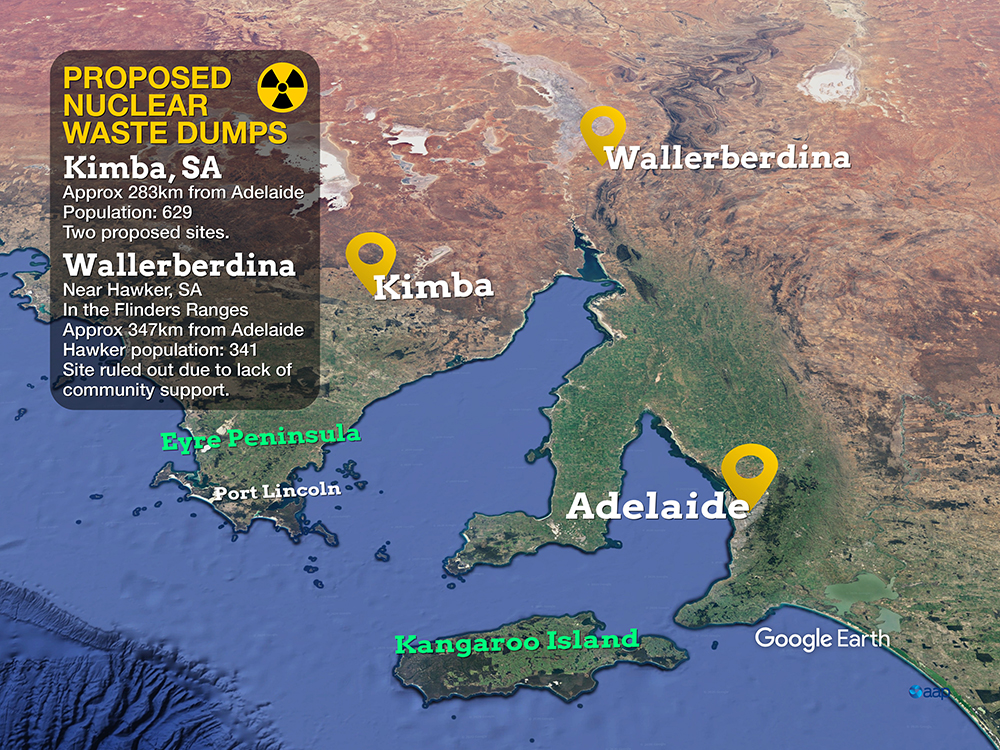 PROPOSED
NUCLEAR
WASTE DUMPS
Kimba, SA
Approx 283km from Adelaide
Population: 629
Two proposed sites.
Wallerberdina
Near Hawker, SA
In the Flinders Ranges
Approx 347km from Adelaide
Hawker population: 341
Site ruled out due to lack of
community support.
Wallerberdina
Kimba
Eyre Peninsula
Port Lincoln
Adelaide
Kangaroo Island
Google Earth
aap